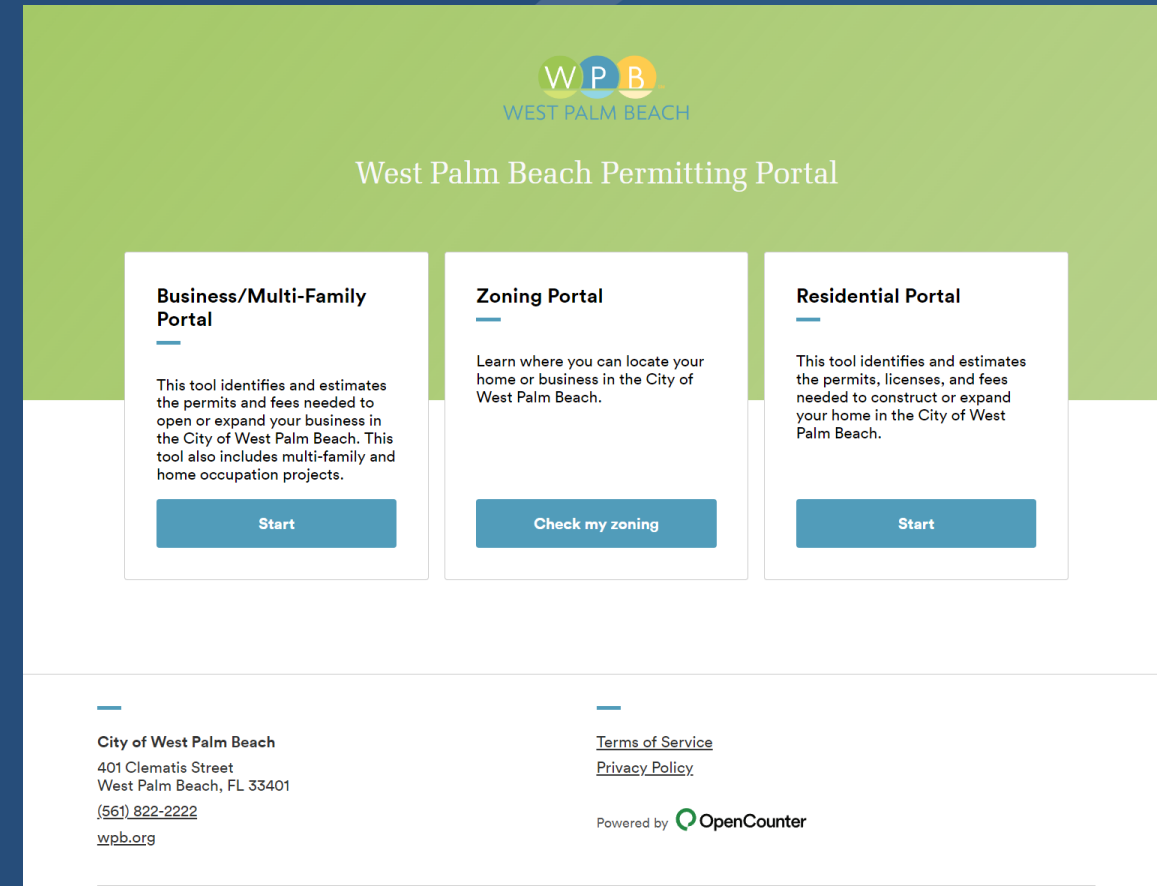 W P B
WEST PALM BEACH
West Palm Beach Permitting Portal
Business/Multi-Family
Portal
This tool identifies and estimates
the permits and fees needed to
open or expand your business in
the City of West Palm Beach. This
tool also includes multi-family and
home occupation projects.
Start
Zoning Portal
Learn where you can locate your
home or business in the City of
West Palm Beach.
Check my zoning
Residential Portal
This tool identifies and estimates
the permits, licenses, and fees
needed to construct or expand
your home in the City of West
Palm Beach.
Start
City of West Palm Beach
401 Clematis Street
West Palm Beach, FL 33401
(561) 822-2222
wpb.org
Terms of Service
Privacy Policy
Powered by OpenCounter